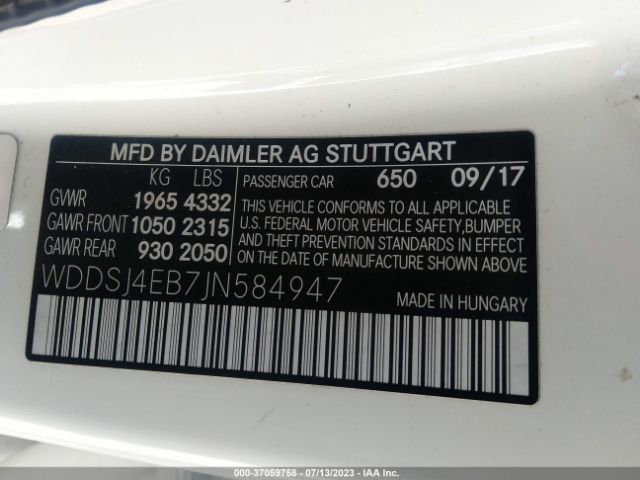 MFD BY DAIMLER AG STUTTGART
KG LBS
GVWR 1965 4332
GAWR FRONT 1050 2315
GAWR REAR 930 2050
PASSENGER CAR 650 09/17
THIS VEHICLE CONFORMS TO ALL APPLICABLE
U.S. FEDERAL MOTOR VEHICLE SAFETY, BUMPER
AND THEFT PREVENTION STANDARDS IN EFFECT
ON THE DATE OF MANUFACTURE SHOWN ABOVE.
WDDSJ4EB7JN584947
MADE IN HUNGARY
000-37059758 - 07/13/2023 - IAA Inc.